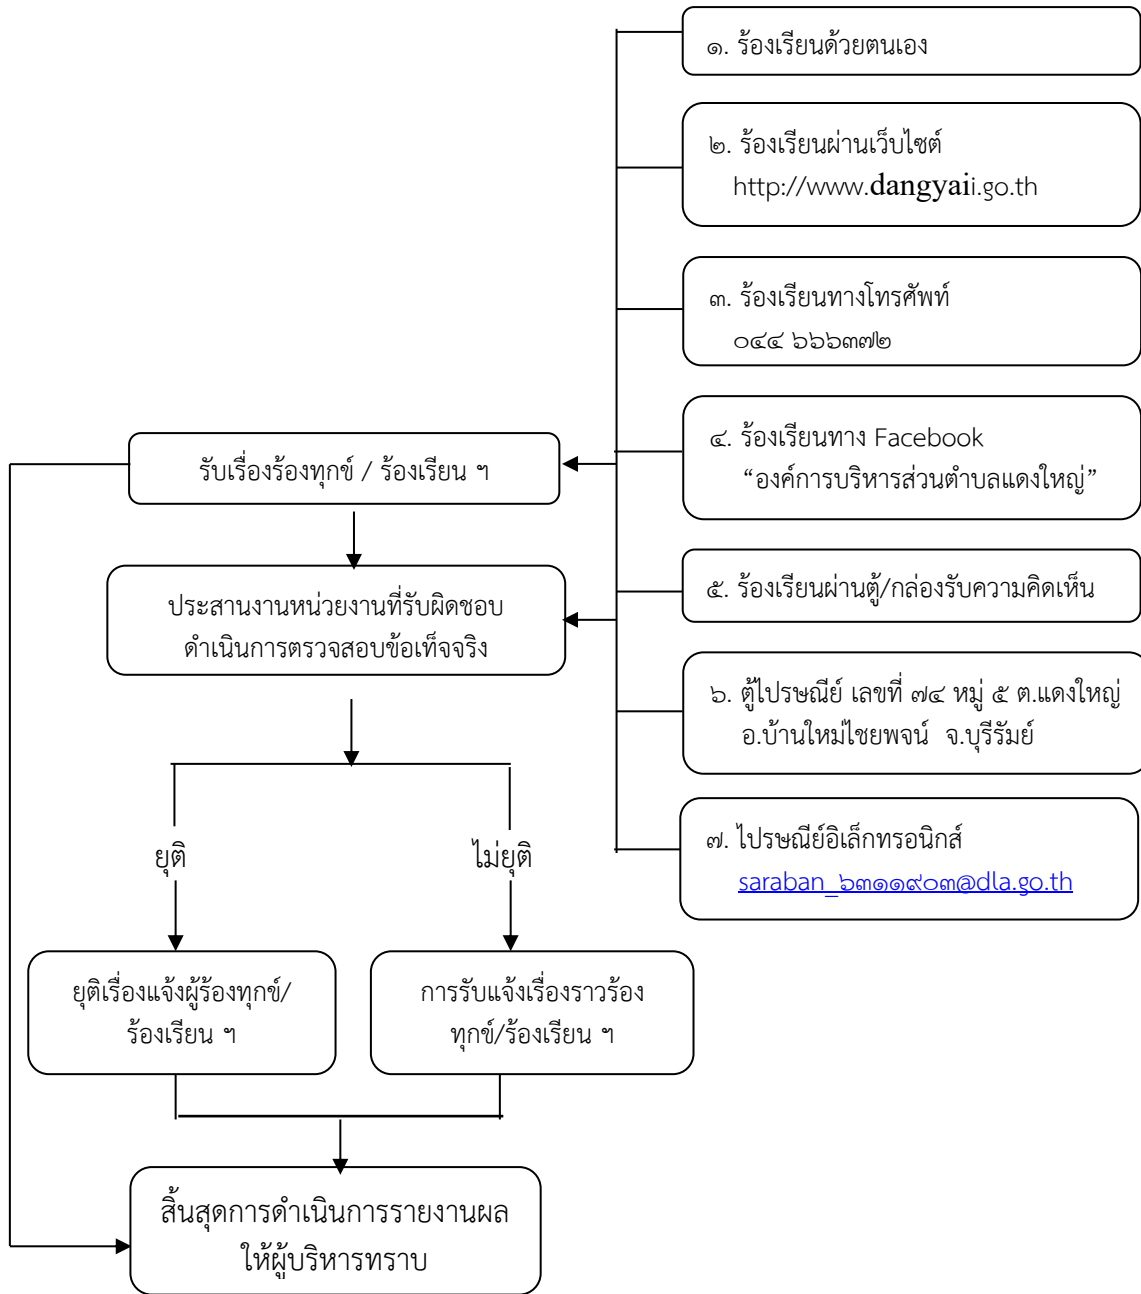 ๑. ร้องเรียนด้วยตนเอง
๒. ร้องเรียนผ่านเว็บไซต์
http://www.dangyaii.go.th
๓. ร้องเรียนทางโทรศัพท์
๐๔๔ ๖๖๖๓๗๒
๔. ร้องเรียนทาง Facebook
“องค์การบริหารส่วนตำบลแดงใหญ่”
๕. ร้องเรียนผ่านตู้/กล่องรับความคิดเห็น
๖. ตู้ไปรษณีย์ เลขที่ ๗๔ หมู่ ๕ ต.แดงใหญ่
อ.บ้านใหม่ไชยพจน์ จ.บุรีรัมย์
๗. ไปรษณีย์อิเล็กทรอนิกส์
saraban_๖๓๑๑๙๐๓@dla.go.th
รับเรื่องร้องทุกข์ / ร้องเรียน ฯ
ประสานงานหน่วยงานที่รับผิดชอบ
ดำเนินการตรวจสอบข้อเท็จจริง
ยุติ
ไม่ยุติ
ยุติเรื่องแจ้งผู้ร้องทุกข์/
ร้องเรียน ฯ
การรับแจ้งเรื่องราวร้อง
ทุกข์/ร้องเรียน ฯ
สิ้นสุดการดำเนินการรายงานผล
ให้ผู้บริหารทราบ